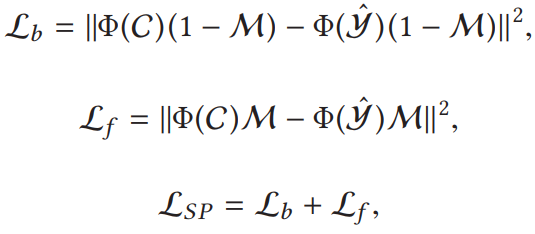 ℒ_b = ||Φ(𝒞)(1 − ℳ) − Φ(𝒴̂)(1 − ℳ)||²,
ℒ_f = ||Φ(𝒞)ℳ − Φ(𝒴̂)ℳ||²,
ℒ_SP = ℒ_b + ℒ_f,